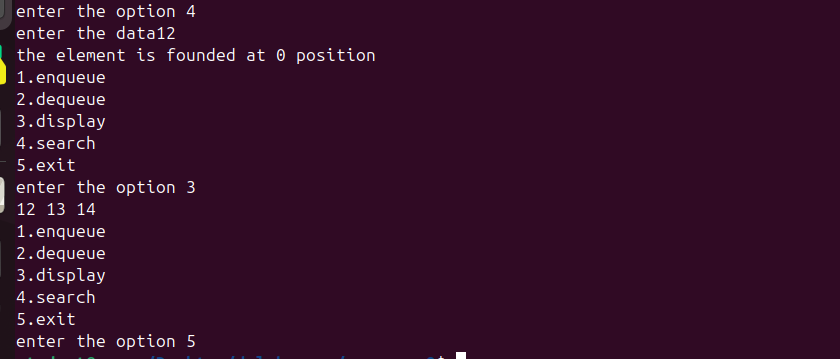 enter the option 4
enter the data12
the element is founded at 0 position
1.enqueue
2.dequeue
3.display
4.search
5.exit
enter the option 3
12 13 14
1.enqueue
2.dequeue
3.display
4.search
5.exit
enter the option 5